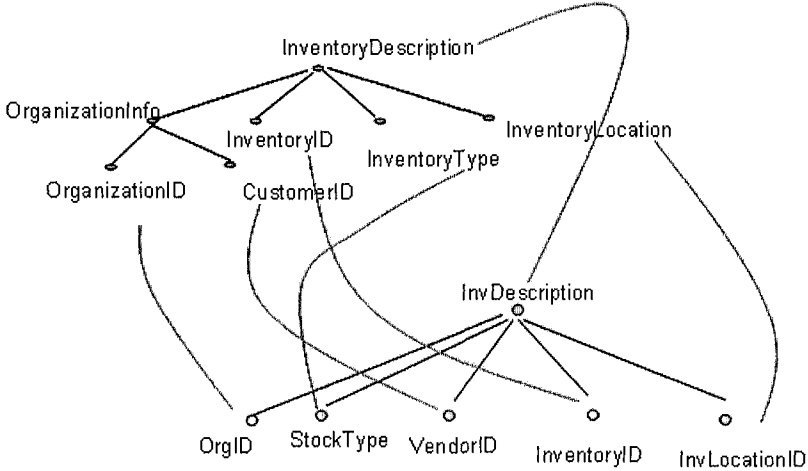 InventoryDescription
OrganizationInfo
InventoryID
InventoryType
InventoryLocation
OrganizationID
CustomerID
InvDescription
OrgID
StockType
VendorID
InventoryID
InvLocationID